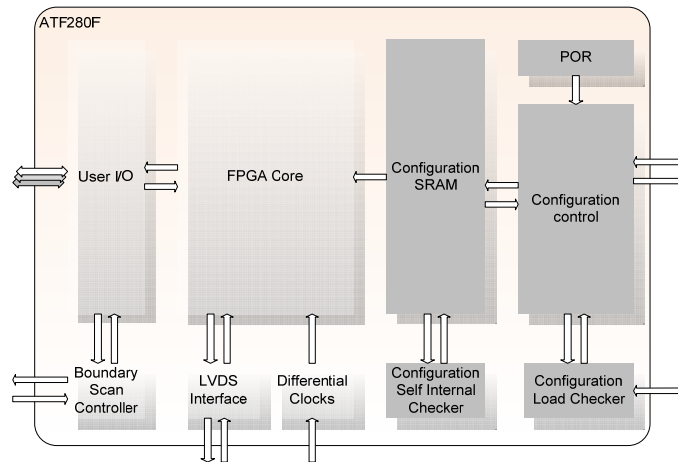 ATF280F
POR
User I/O
FPGA Core
Configuration
SRAM
Configuration
control
Boundary
Scan
Controller
LVDS
Interface
Differential
Clocks
Configuration
Self Internal
Checker
Configuration
Load Checker